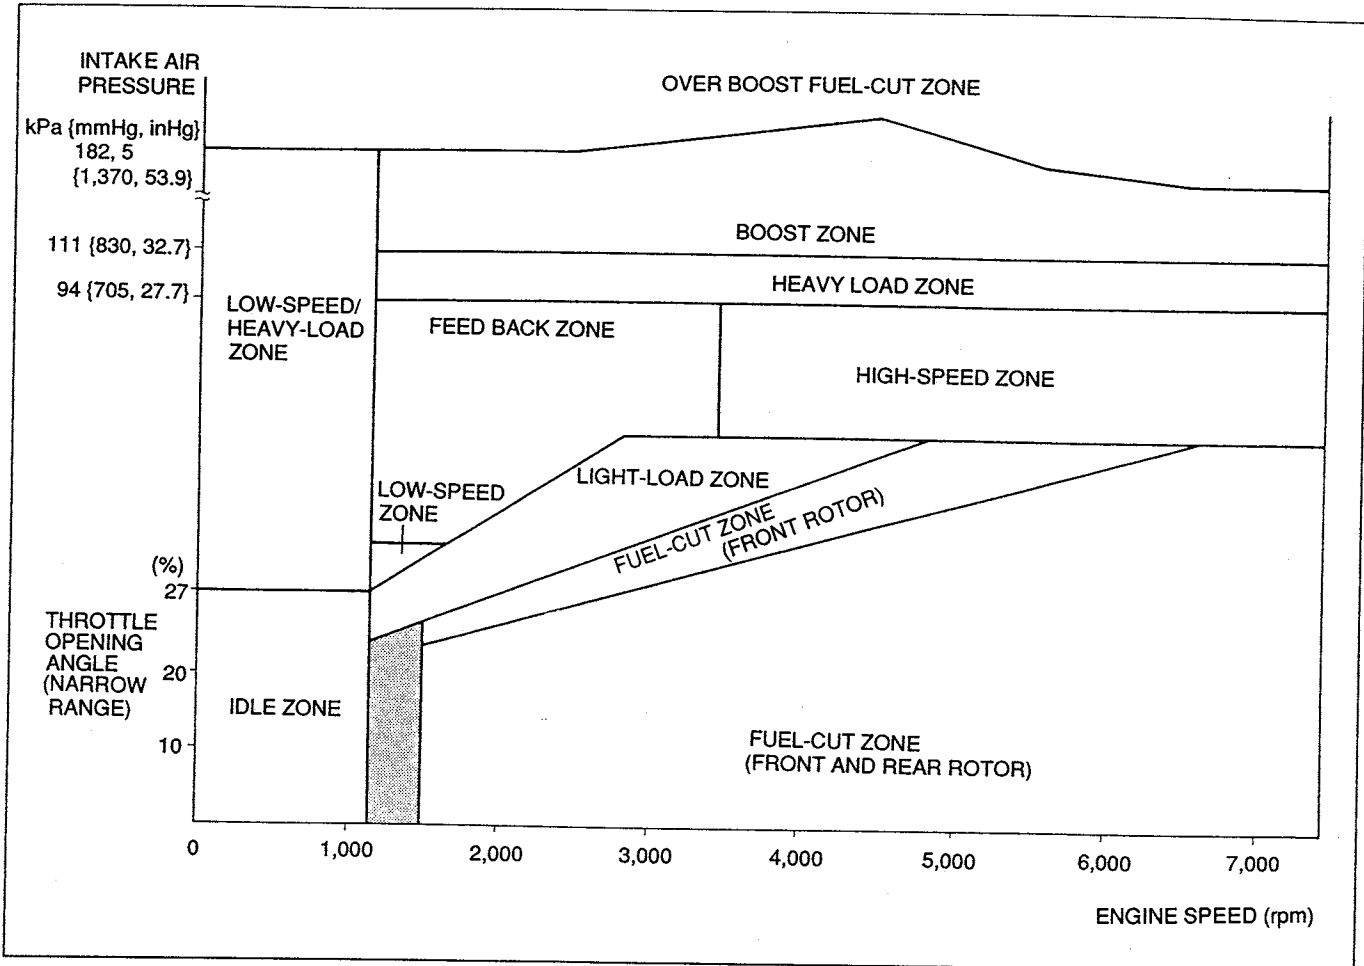 INTAKE AIR
PRESSURE
OVER BOOST FUEL-CUT ZONE
kPa {mmHg, inHg}
182, 5
{1,370, 53.9}
BOOST ZONE
111 {830, 32.7}
HEAVY LOAD ZONE
94 {705, 27.7}
LOW-SPEED/
HEAVY-LOAD
ZONE
FEED BACK ZONE
HIGH-SPEED ZONE
LIGHT-LOAD ZONE
LOW-SPEED
ZONE
FUEL-CUT ZONE
(FRONT ROTOR)
(%)
27
THROTTLE
OPENING
ANGLE
(NARROW
RANGE)
20
10
IDLE ZONE
FUEL-CUT ZONE
(FRONT AND REAR ROTOR)
0
1,000
2,000
3,000
4,000
5,000
6,000
7,000
ENGINE SPEED (rpm)